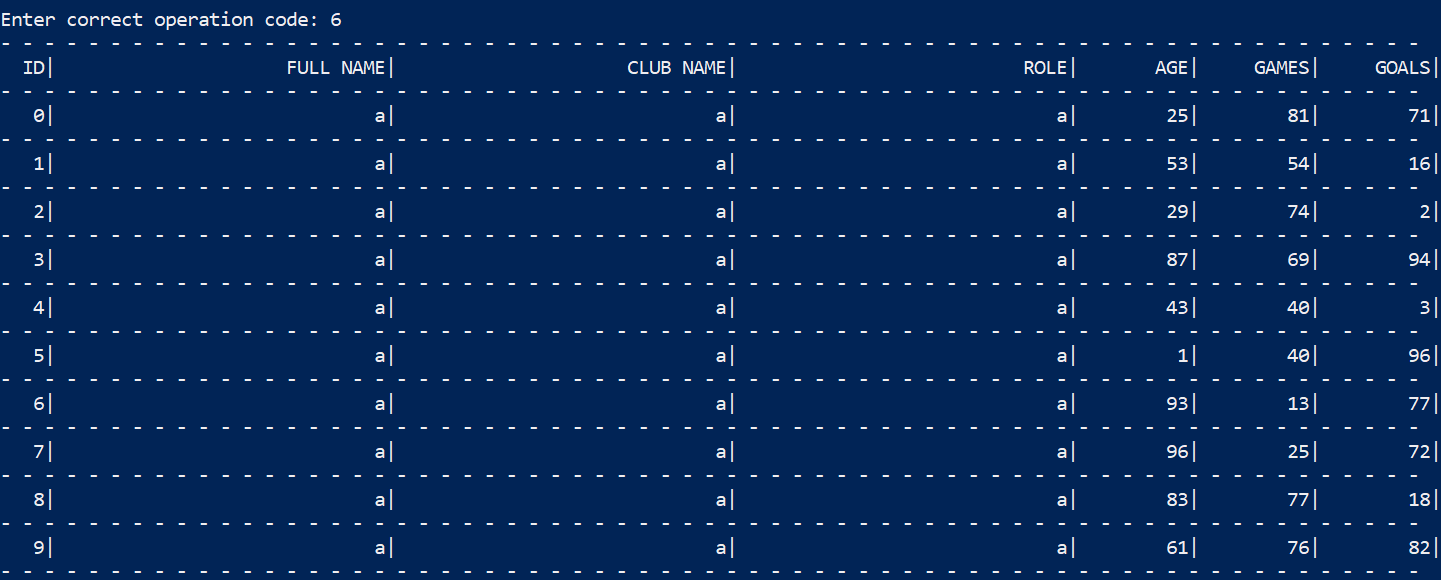 Enter correct operation code: 6
- - - - - - - - - - - - - - - - - - - - - - - - - - - - - - - - - - - - - - - - - - - - - - - - - - - - - - - - - - - - - - - - -
ID| FULL NAME| CLUB NAME| ROLE| AGE| GAMES| GOALS|
- - - - - - - - - - - - - - - - - - - - - - - - - - - - - - - - - - - - - - - - - - - - - - - - - - - - - - - - - - - - - - - - -
0| a| a| a| 25| 81| 71|
- - - - - - - - - - - - - - - - - - - - - - - - - - - - - - - - - - - - - - - - - - - - - - - - - - - - - - - - - - - - - - - - -
1| a| a| a| 53| 54| 16|
- - - - - - - - - - - - - - - - - - - - - - - - - - - - - - - - - - - - - - - - - - - - - - - - - - - - - - - - - - - - - - - - -
2| a| a| a| 29| 74| 2|
- - - - - - - - - - - - - - - - - - - - - - - - - - - - - - - - - - - - - - - - - - - - - - - - - - - - - - - - - - - - - - - - -
3| a| a| a| 87| 69| 94|
- - - - - - - - - - - - - - - - - - - - - - - - - - - - - - - - - - - - - - - - - - - - - - - - - - - - - - - - - - - - - - - - -
4| a| a| a| 43| 40| 3|
- - - - - - - - - - - - - - - - - - - - - - - - - - - - - - - - - - - - - - - - - - - - - - - - - - - - - - - - - - - - - - - - -
5| a| a| a| 1| 40| 96|
- - - - - - - - - - - - - - - - - - - - - - - - - - - - - - - - - - - - - - - - - - - - - - - - - - - - - - - - - - - - - - - - -
6| a| a| a| 93| 13| 77|
- - - - - - - - - - - - - - - - - - - - - - - - - - - - - - - - - - - - - - - - - - - - - - - - - - - - - - - - - - - - - - - - -
7| a| a| a| 96| 25| 72|
- - - - - - - - - - - - - - - - - - - - - - - - - - - - - - - - - - - - - - - - - - - - - - - - - - - - - - - - - - - - - - - - -
8| a| a| a| 83| 77| 18|
- - - - - - - - - - - - - - - - - - - - - - - - - - - - - - - - - - - - - - - - - - - - - - - - - - - - - - - - - - - - - - - - -
9| a| a| a| 61| 76| 82|
- - - - - - - - - - - - - - - - - - - - - - - - - - - - - - - - - - - - - - - - - - - - - - - - - - - - - - - - - - - - - - - - -